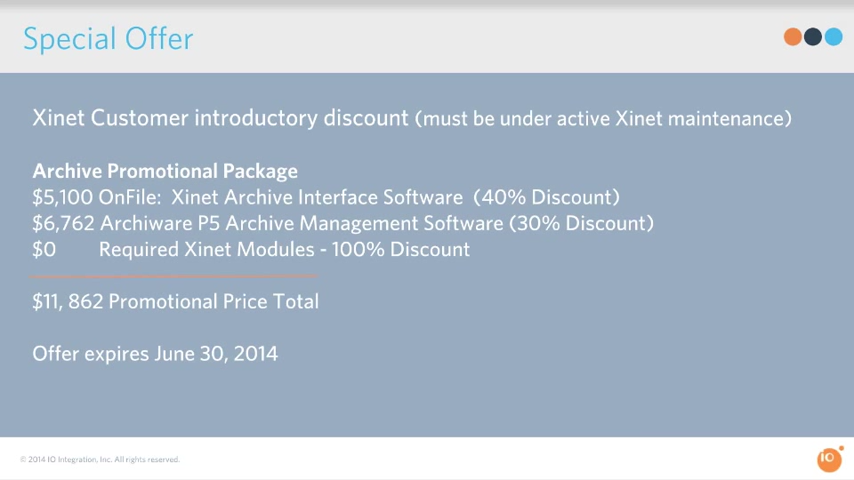 Special Offer
Xinet Customer introductory discount (must be under active Xinet maintenance)
Archive Promotional Package
$5,100 OnFile:  Xinet Archive Interface Software  (40% Discount)
$6,762 Archiware P5 Archive Management Software (30% Discount)
$0 Required Xinet Modules - 100% Discount
$11, 862 Promotional Price Total
Offer expires June 30, 2014
© 2014 IO Integration, Inc. All rights reserved.
IO